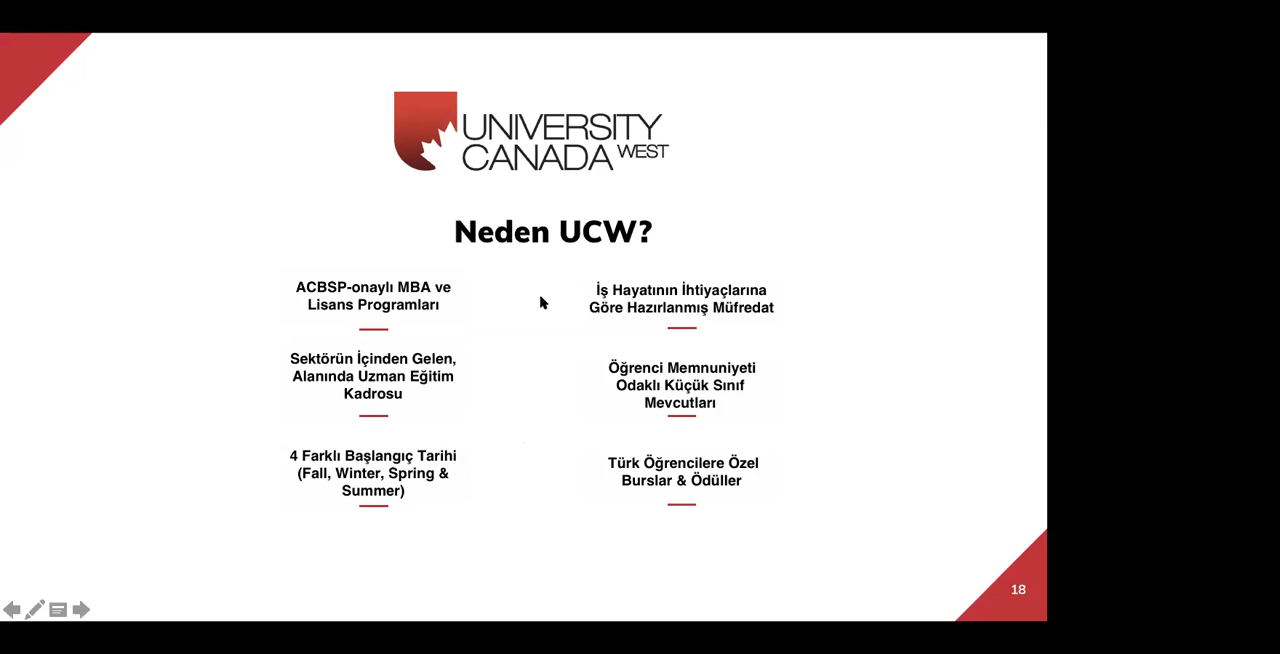 UNIVERSITY
CANADA WEST
Neden UCW?
ACBSP-onaylı MBA ve
Lisans Programları
İş Hayatının İhtiyaçlarına
Göre Hazırlanmış Müfredat
Sektörün İçinden Gelen,
Alanında Uzman Eğitim
Kadrosu
Öğrenci Memnuniyeti
Odaklı Küçük Sınıf
Mevcutları
4 Farklı Başlangıç Tarihi
(Fall, Winter, Spring &
Summer)
Türk Öğrencilere Özel
Burslar & Ödüller
18